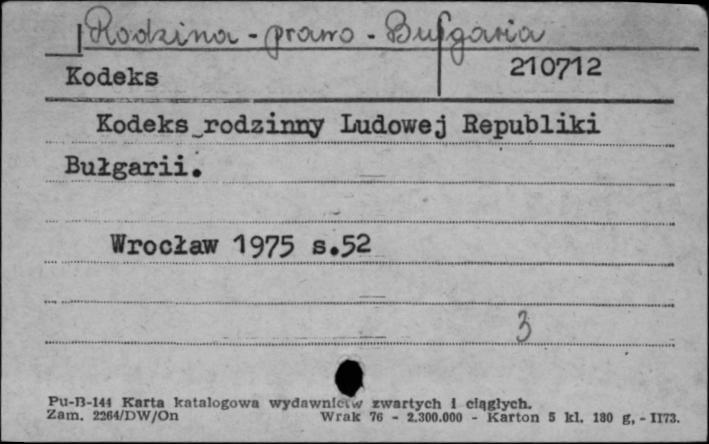 Rodzina - prawo - Bułgaria
Kodeks 210712
Kodeks rodzinny Ludowej Republiki
Bułgarii.
Wrocław 1975 s.52
3
Pu-B-144 Karta katalogowa wydawnictw zwartych i ciągłych.
Zam. 2264/DW/On Wrak 76 - 2.300.000 - Karton 5 kl. 180 g, - II73.